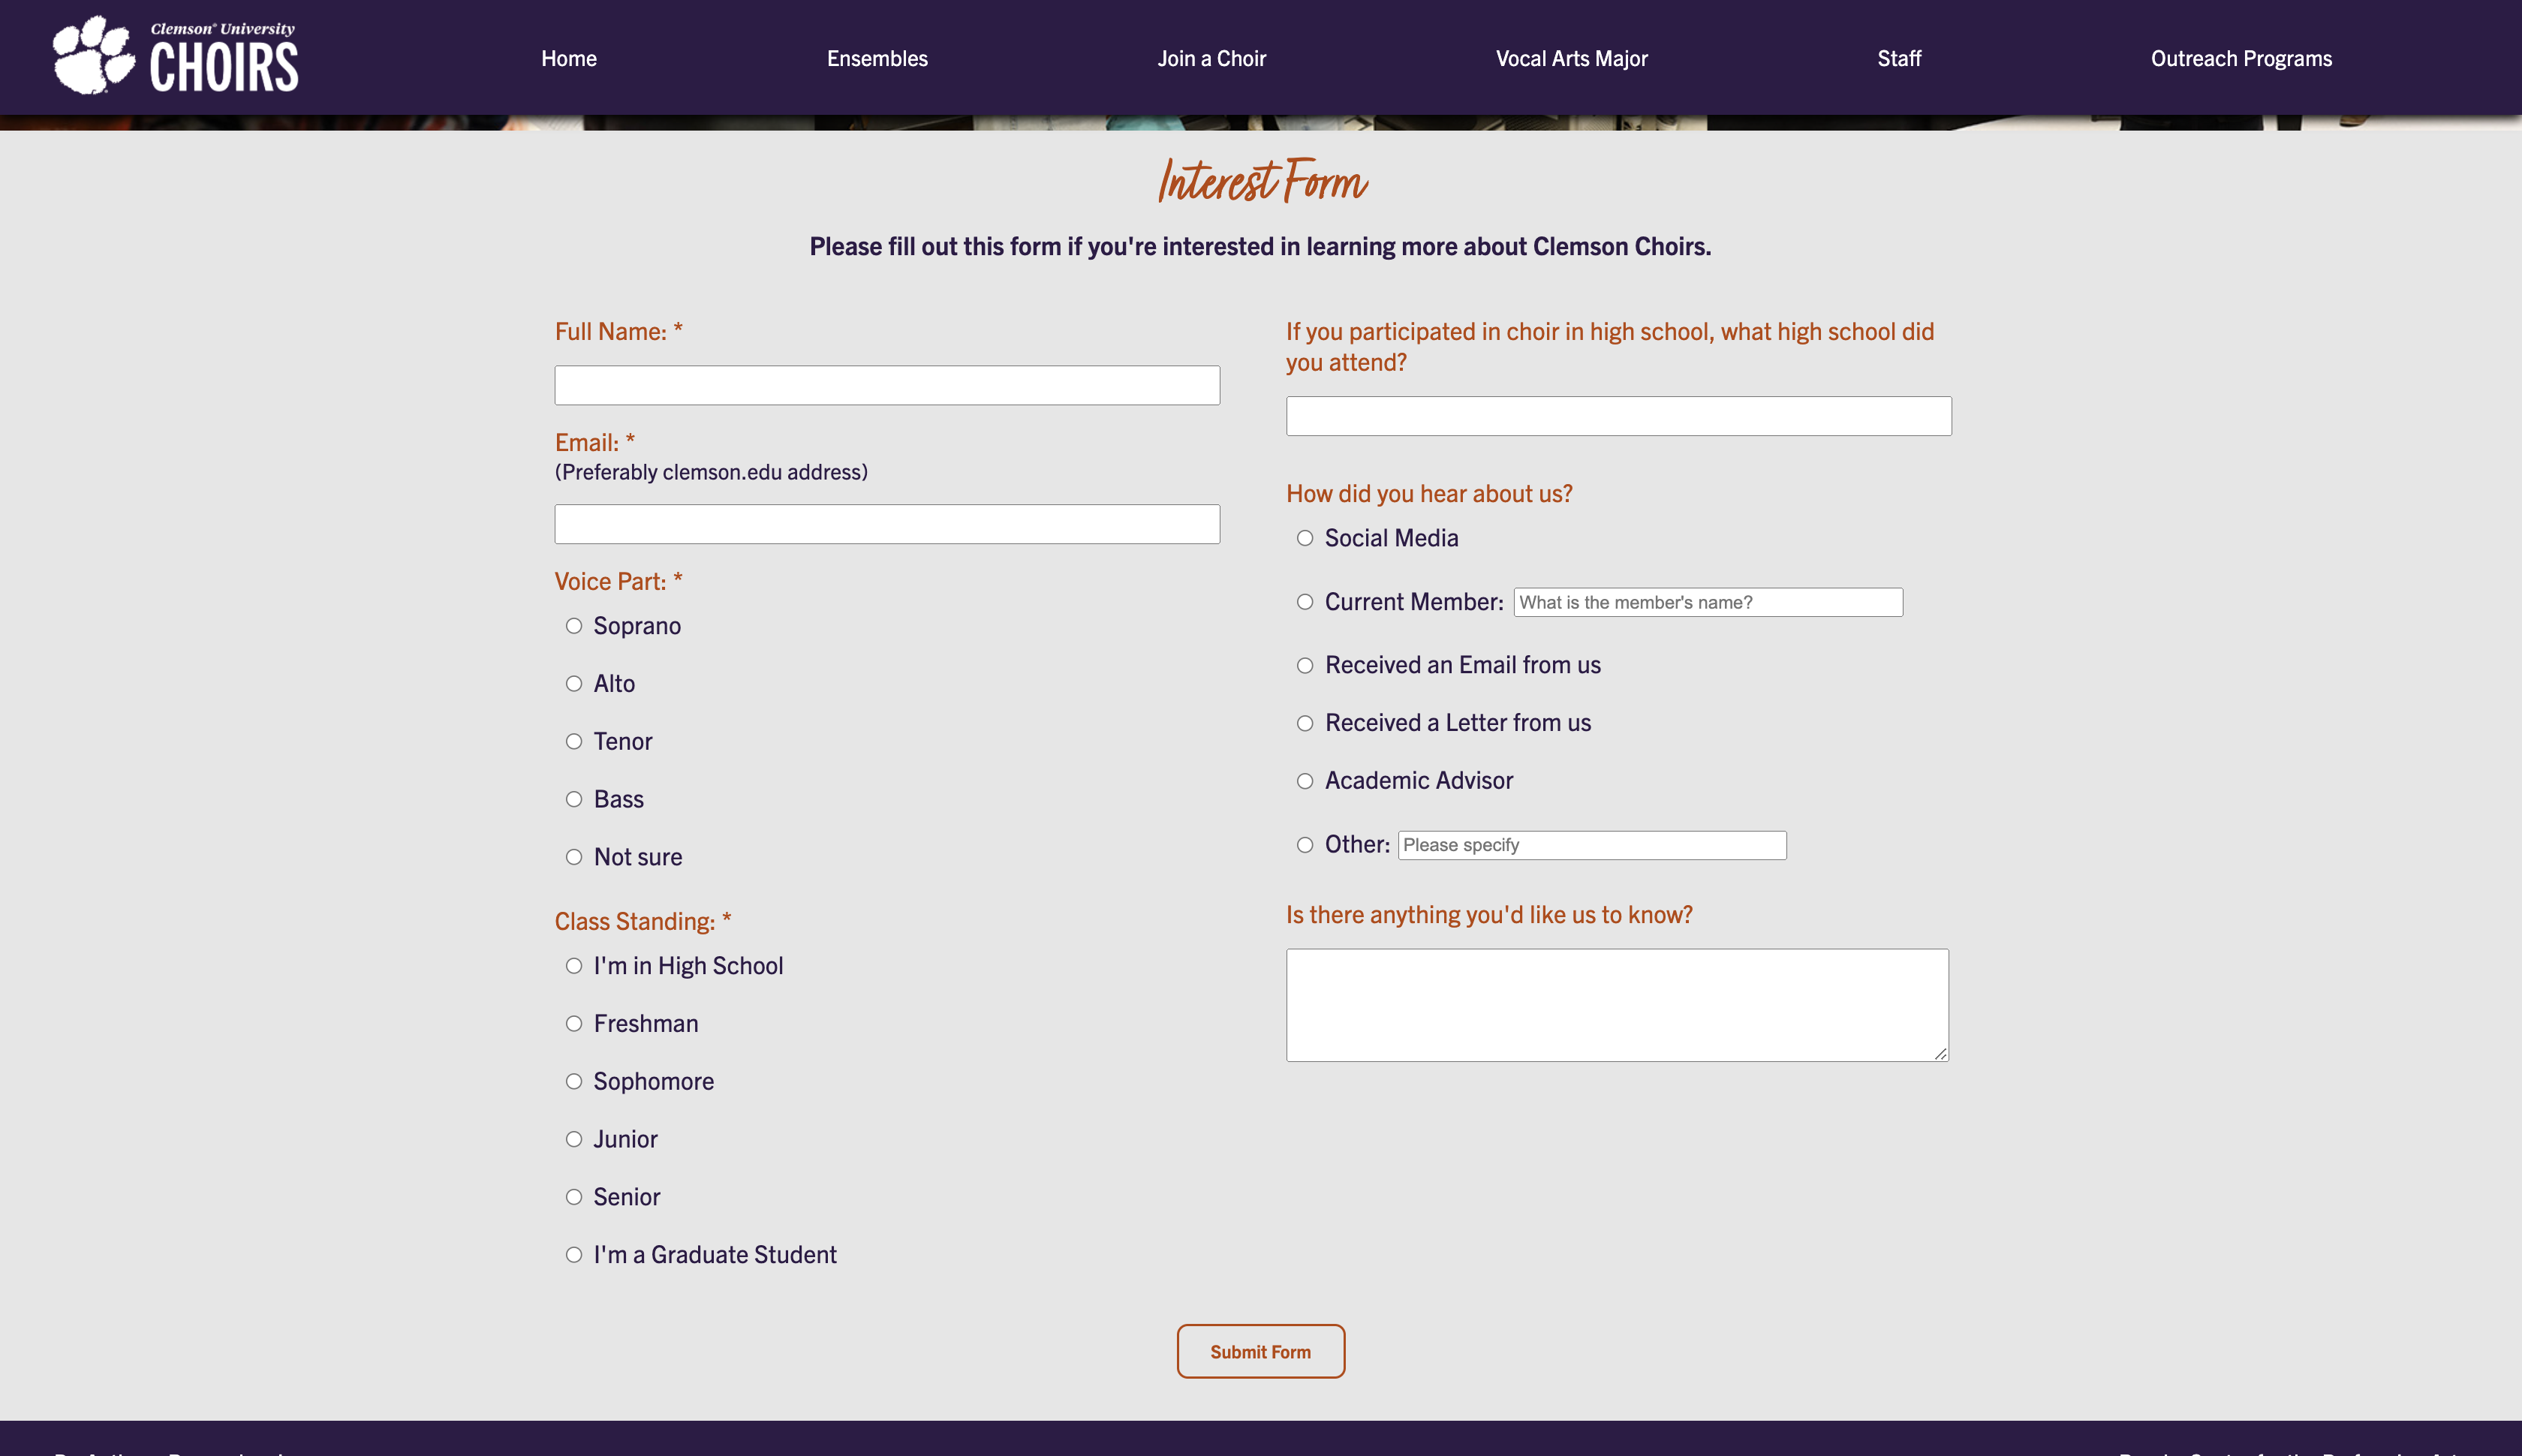 Clemson® University
CHOIRS
Home
Ensembles
Join a Choir
Vocal Arts Major
Staff
Outreach Programs
Interest Form
Please fill out this form if you're interested in learning more about Clemson Choirs.
Full Name: *
Email: *
(Preferably clemson.edu address)
Voice Part: *
Soprano
Alto
Tenor
Bass
Not sure
Class Standing: *
I'm in High School
Freshman
Sophomore
Junior
Senior
I'm a Graduate Student
If you participated in choir in high school, what high school did
you attend?
How did you hear about us?
Social Media
Current Member: What is the member's name?
Received an Email from us
Received a Letter from us
Academic Advisor
Other: Please specify
Is there anything you'd like us to know?
Submit Form